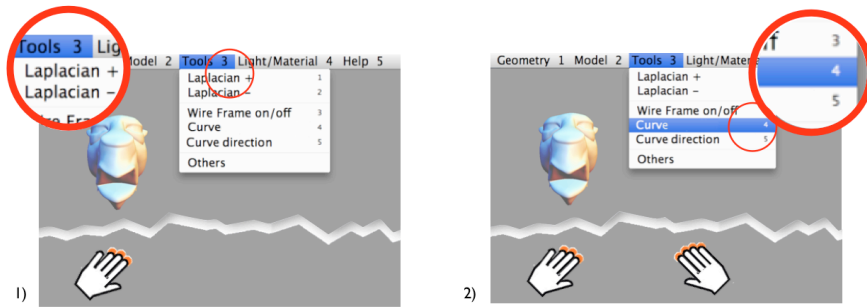 Tools 3 Lig
Laplacian +
Laplacian –
Model 2 Tools 3 Light/Material 4 Help 5
Laplacian + 1
Laplacian – 2
Wire Frame on/off 3
Curve 4
Curve direction 5
Others
1)
Geometry 1 Model 2 Tools 3 Light/Mate
Laplacian +
Laplacian –
Wire Frame on/off
Curve 4
Curve direction 5
Others
3
4
5
2)